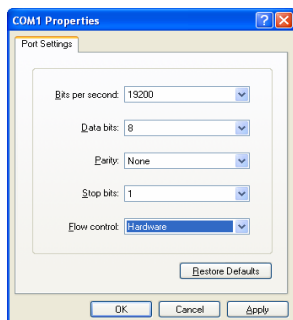 COM1 Properties
Port Settings
Bits per second: 19200
Data bits: 8
Parity: None
Stop bits: 1
Flow control: Hardware
Restore Defaults
OK Cancel Apply